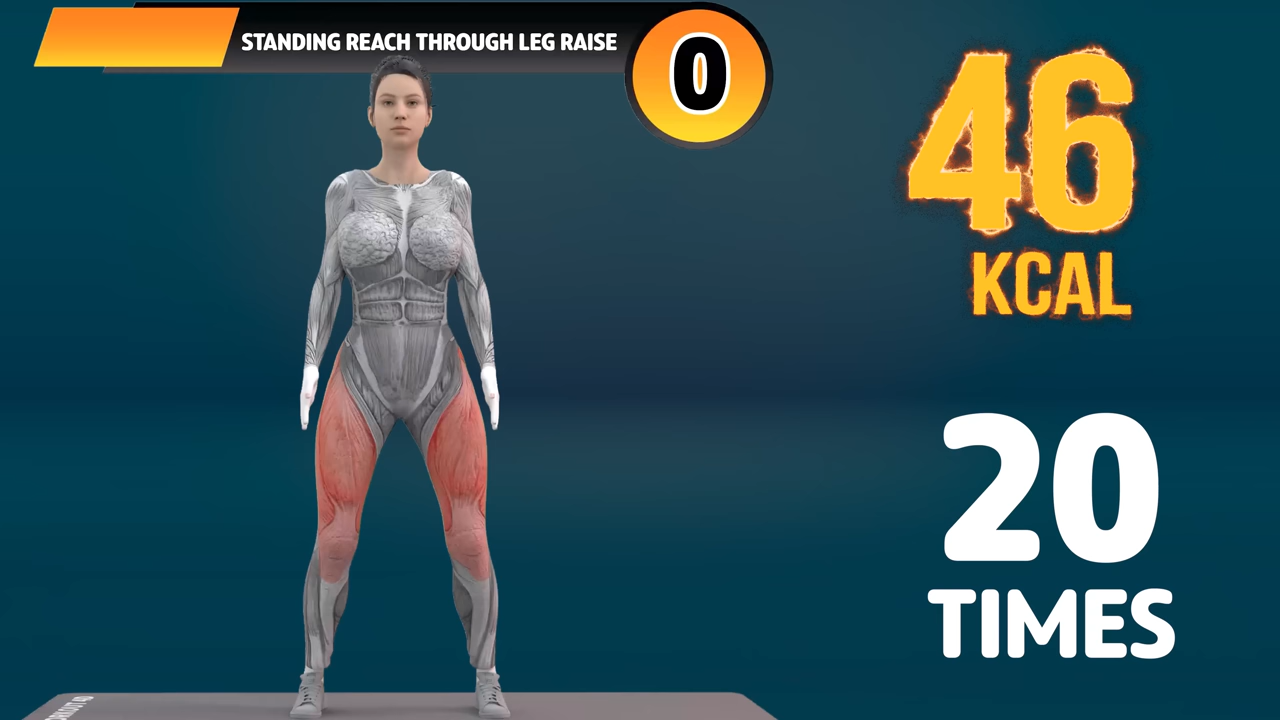 STANDING REACH THROUGH LEG RAISE
0
46
KCAL
20
TIMES